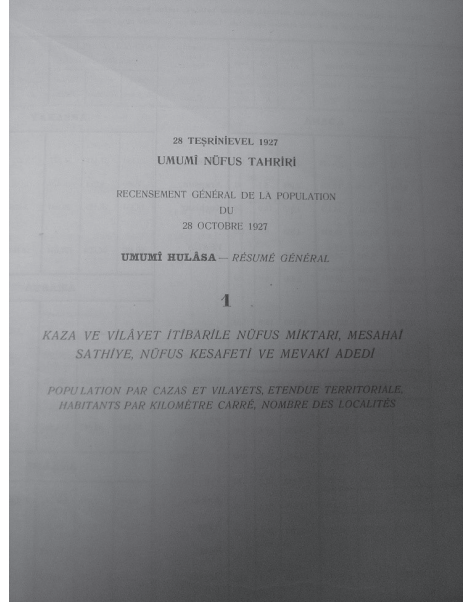 28 TEŞRİNİEVEL 1927
UMUMÎ NÜFUS TAHRİRİ
RECENSEMENT GÉNÉRAL DE LA POPULATION
DU
28 OCTOBRE 1927
UMUMÎ HULÂSA — RÉSUMÉ GÉNÉRAL
1
KAZA VE VİLÂYET İTİBARİLE NÜFUS MİKTARI, MESAHAİ
SATHİYE, NÜFUS KESAFETİ VE MEVAKİ ADEDİ
POPULATION PAR CAZAS ET VILAYETS, ETENDUE TERRITORIALE,
HABITANTS PAR KILOMÈTRE CARRÉ, NOMBRE DES LOCALITÉS